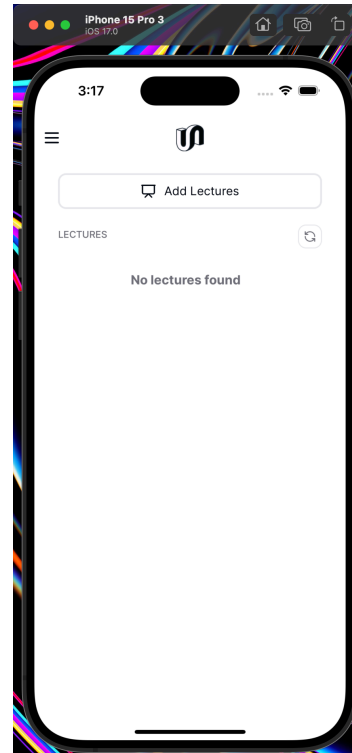 iPhone 15 Pro 3
iOS 17.0
3:17
Add Lectures
LECTURES
No lectures found